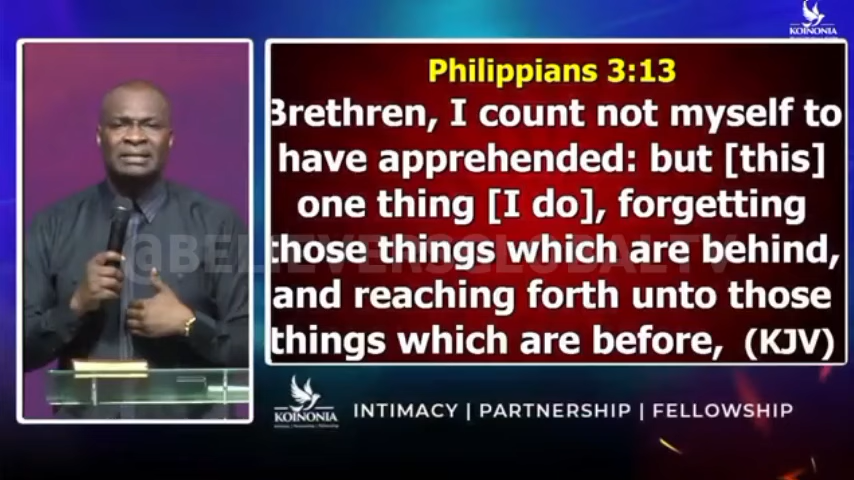 KOINONIA
Philippians 3:13
Brethren, I count not myself to
have apprehended: but [this]
one thing [I do], forgetting
those things which are behind,
@BELIEVERSGLOBALTV
and reaching forth unto those
things which are before, (KJV)
KOINONIA
INTIMACY | PARTNERSHIP | FELLOWSHIP